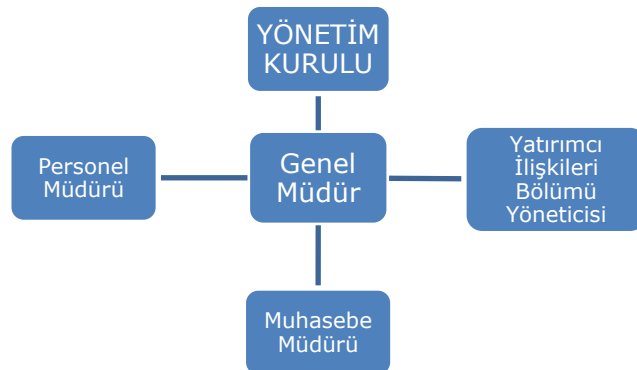 YÖNETİM
KURULU
Personel
Müdürü
Genel
Müdür
Yatırımcı
İlişkileri
Bölümü
Yöneticisi
Muhasebe
Müdürü